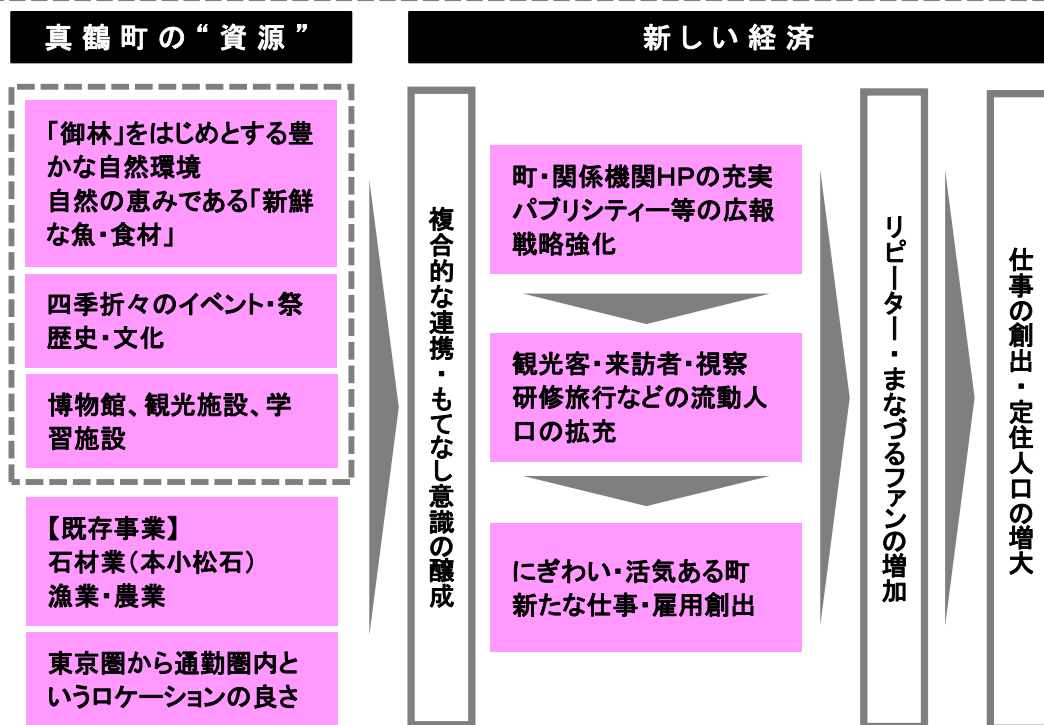 真鶴町の“資源”
新しい経済
「御林」をはじめとする豊
かな自然環境
自然の恵みである「新鮮
な魚・食材」
四季折々のイベント・祭
歴史・文化
博物館、観光施設、学
習施設
【既存事業】
石材業（本小松石）
漁業・農業
東京圏から通勤圏内と
いうロケーションの良さ
複合的な連携・もてなし意識の醸成
町・関係機関HPの充実
パブリシティー等の広報
戦略強化
観光客・来訪者・視察
研修旅行などの流動人
口の拡充
にぎわい・活気ある町
新たな仕事・雇用創出
リピーター・まなづるファンの増加
仕事の創出・定住人口の増大